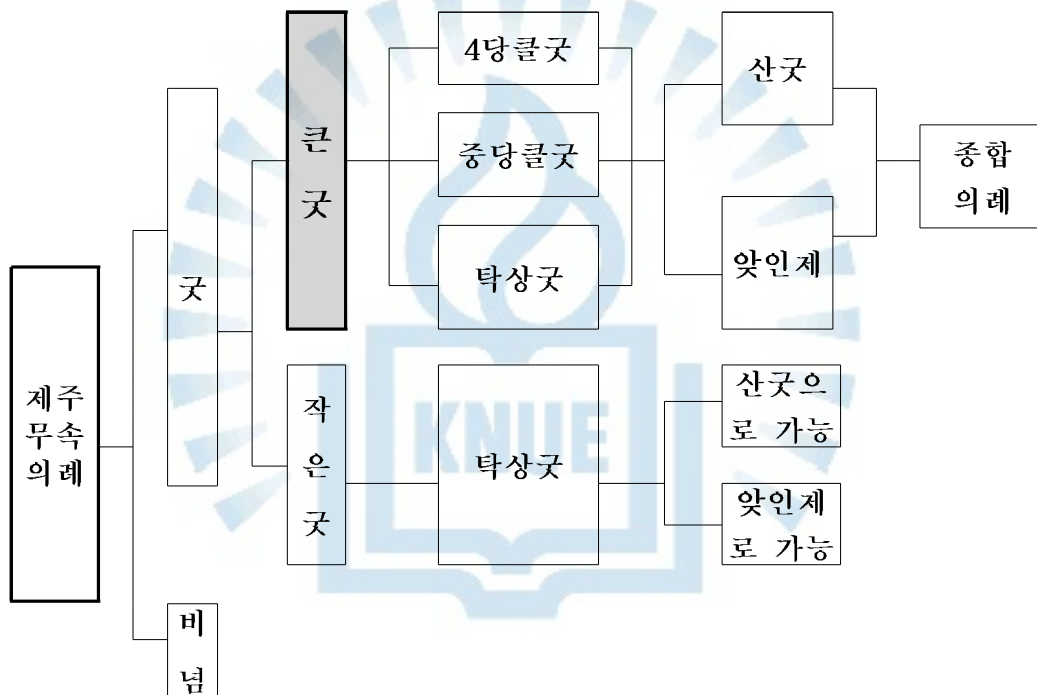 4당클굿
산굿
큰
굿
중당클굿
종합
의례
굿
앚인제
탁상굿
제주
무속
의례
작
은
굿
탁상굿
산굿으
로 가능
KNUE
앚인제
로 가능
비
념